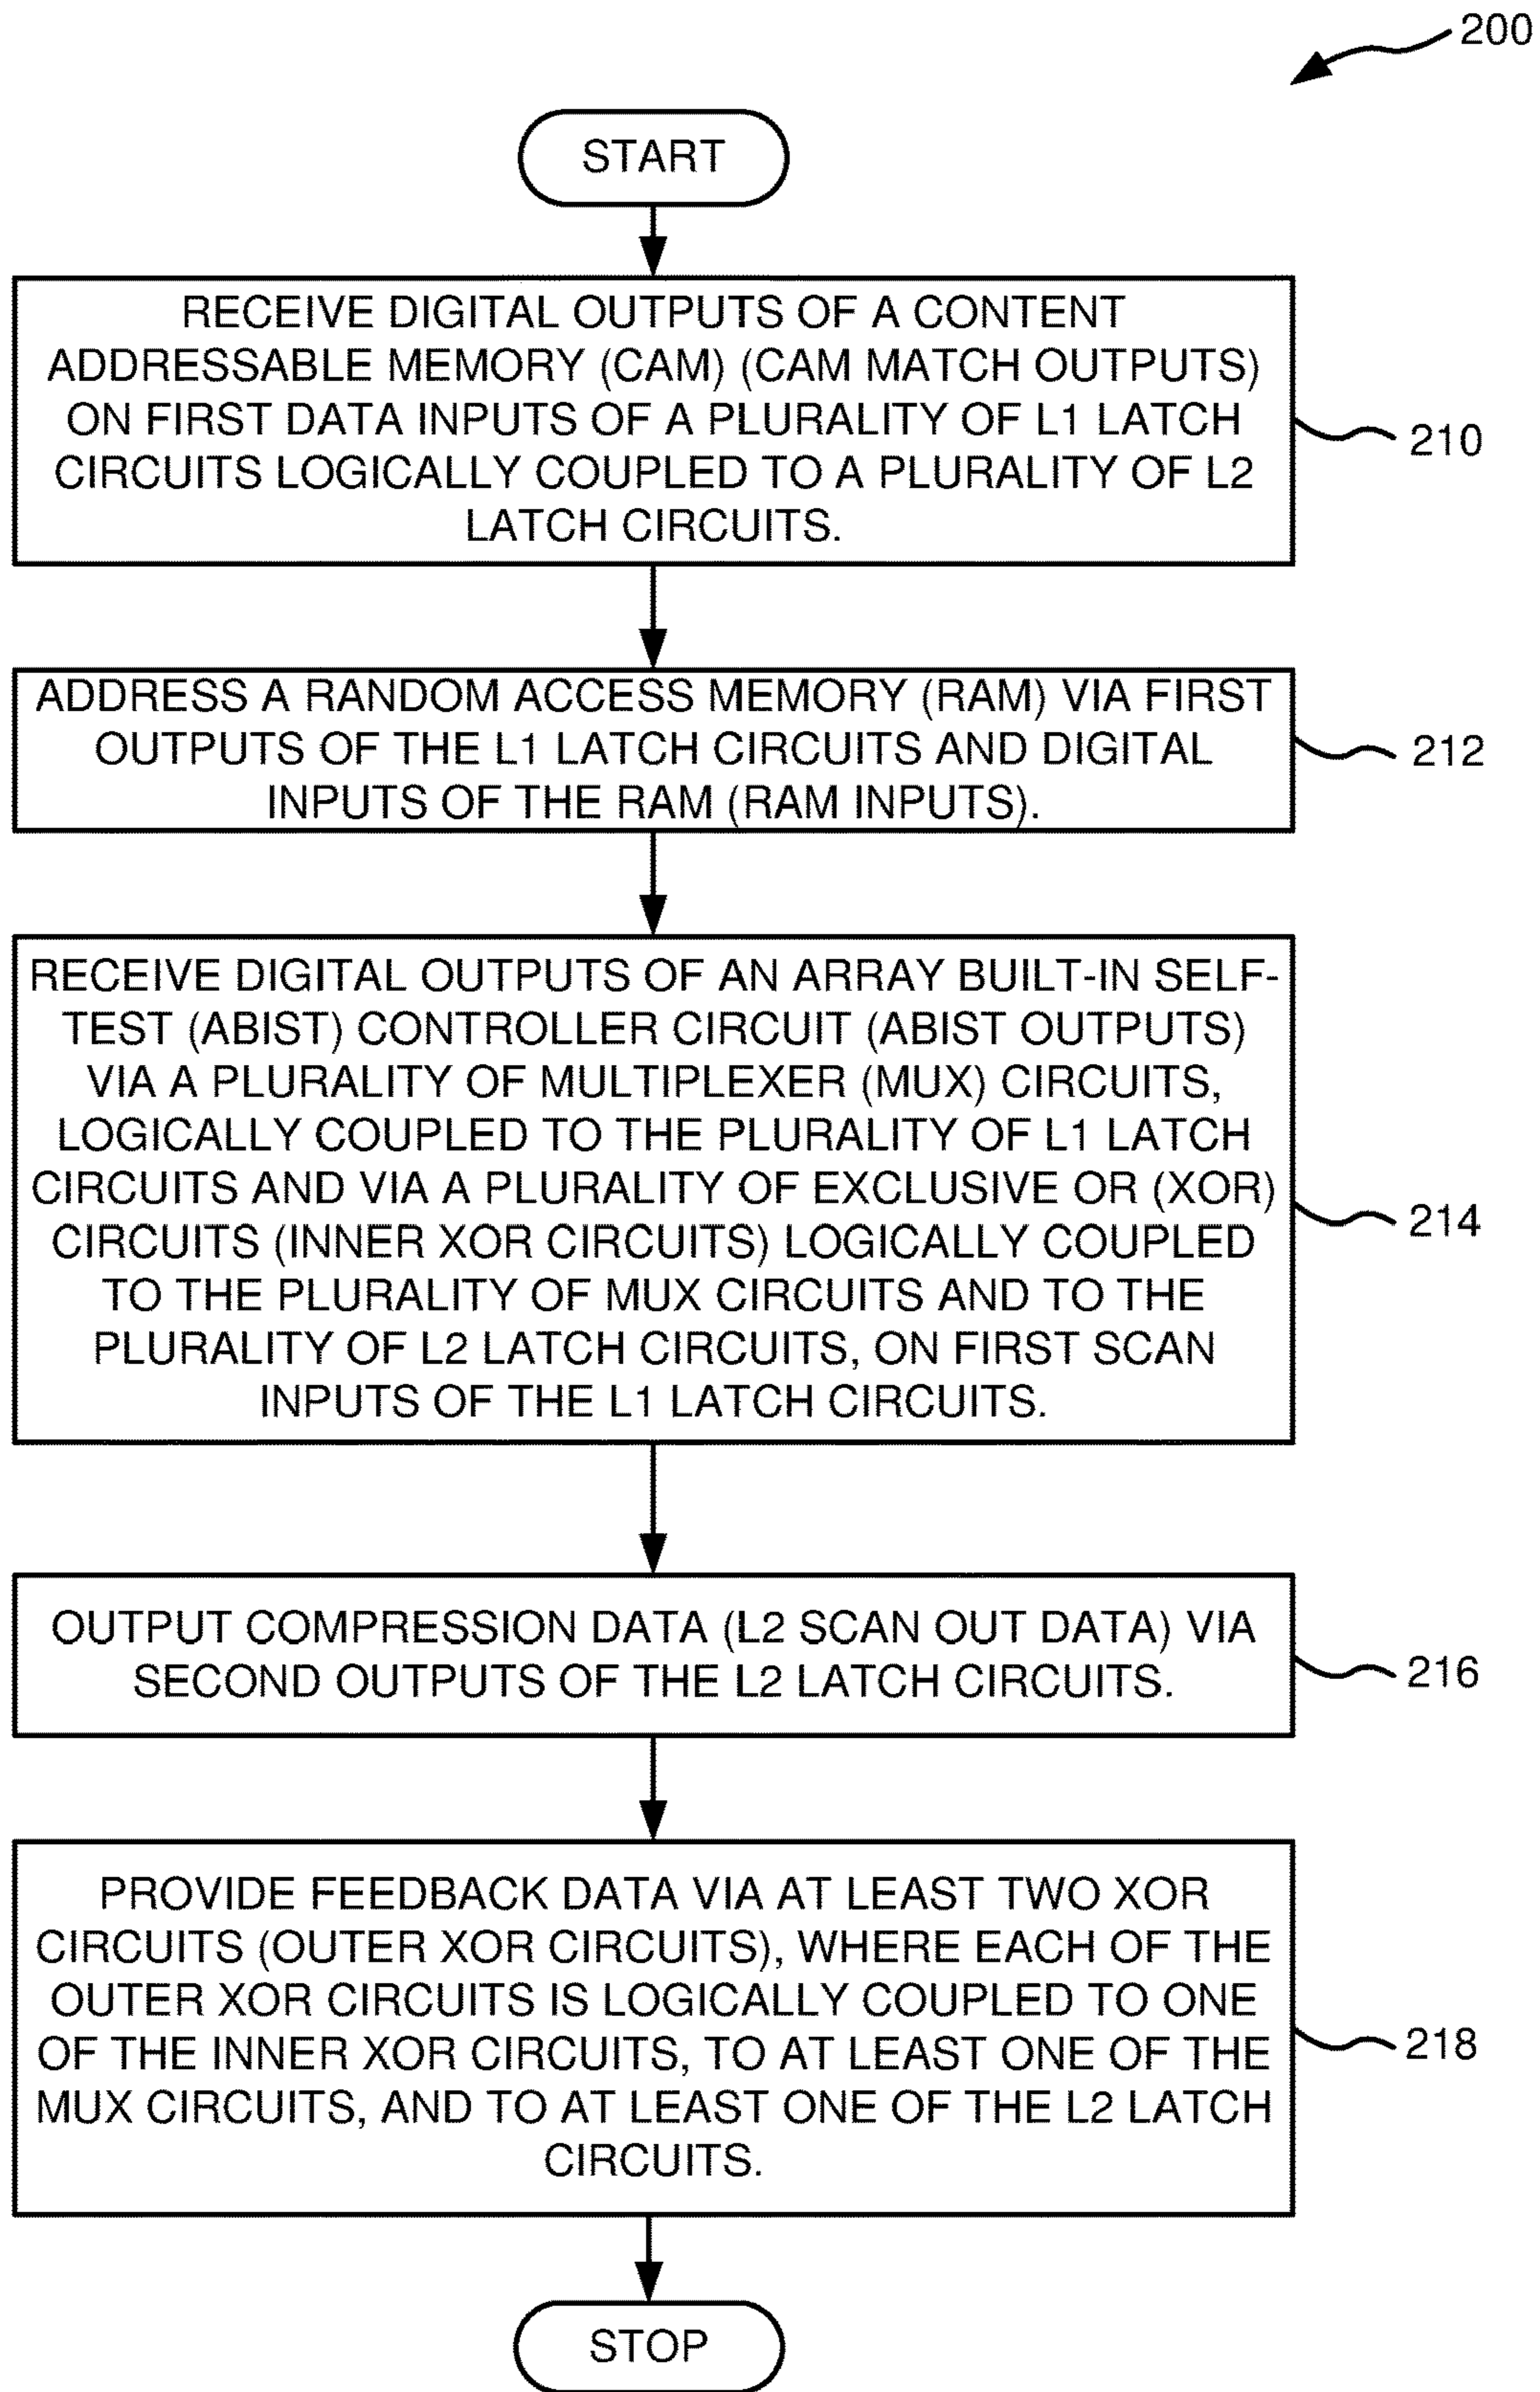 200
START
RECEIVE DIGITAL OUTPUTS OF A CONTENT
ADDRESSABLE MEMORY (CAM) (CAM MATCH OUTPUTS)
ON FIRST DATA INPUTS OF A PLURALITY OF L1 LATCH
CIRCUITS LOGICALLY COUPLED TO A PLURALITY OF L2
LATCH CIRCUITS.
210
ADDRESS A RANDOM ACCESS MEMORY (RAM) VIA FIRST
OUTPUTS OF THE L1 LATCH CIRCUITS AND DIGITAL
INPUTS OF THE RAM (RAM INPUTS).
212
RECEIVE DIGITAL OUTPUTS OF AN ARRAY BUILT-IN SELF-
TEST (ABIST) CONTROLLER CIRCUIT (ABIST OUTPUTS)
VIA A PLURALITY OF MULTIPLEXER (MUX) CIRCUITS,
LOGICALLY COUPLED TO THE PLURALITY OF L1 LATCH
CIRCUITS AND VIA A PLURALITY OF EXCLUSIVE OR (XOR)
CIRCUITS (INNER XOR CIRCUITS) LOGICALLY COUPLED
TO THE PLURALITY OF MUX CIRCUITS AND TO THE
PLURALITY OF L2 LATCH CIRCUITS, ON FIRST SCAN
INPUTS OF THE L1 LATCH CIRCUITS.
214
OUTPUT COMPRESSION DATA (L2 SCAN OUT DATA) VIA
SECOND OUTPUTS OF THE L2 LATCH CIRCUITS.
216
PROVIDE FEEDBACK DATA VIA AT LEAST TWO XOR
CIRCUITS (OUTER XOR CIRCUITS), WHERE EACH OF THE
OUTER XOR CIRCUITS IS LOGICALLY COUPLED TO ONE
OF THE INNER XOR CIRCUITS, TO AT LEAST ONE OF THE
MUX CIRCUITS, AND TO AT LEAST ONE OF THE L2 LATCH
CIRCUITS.
218
STOP